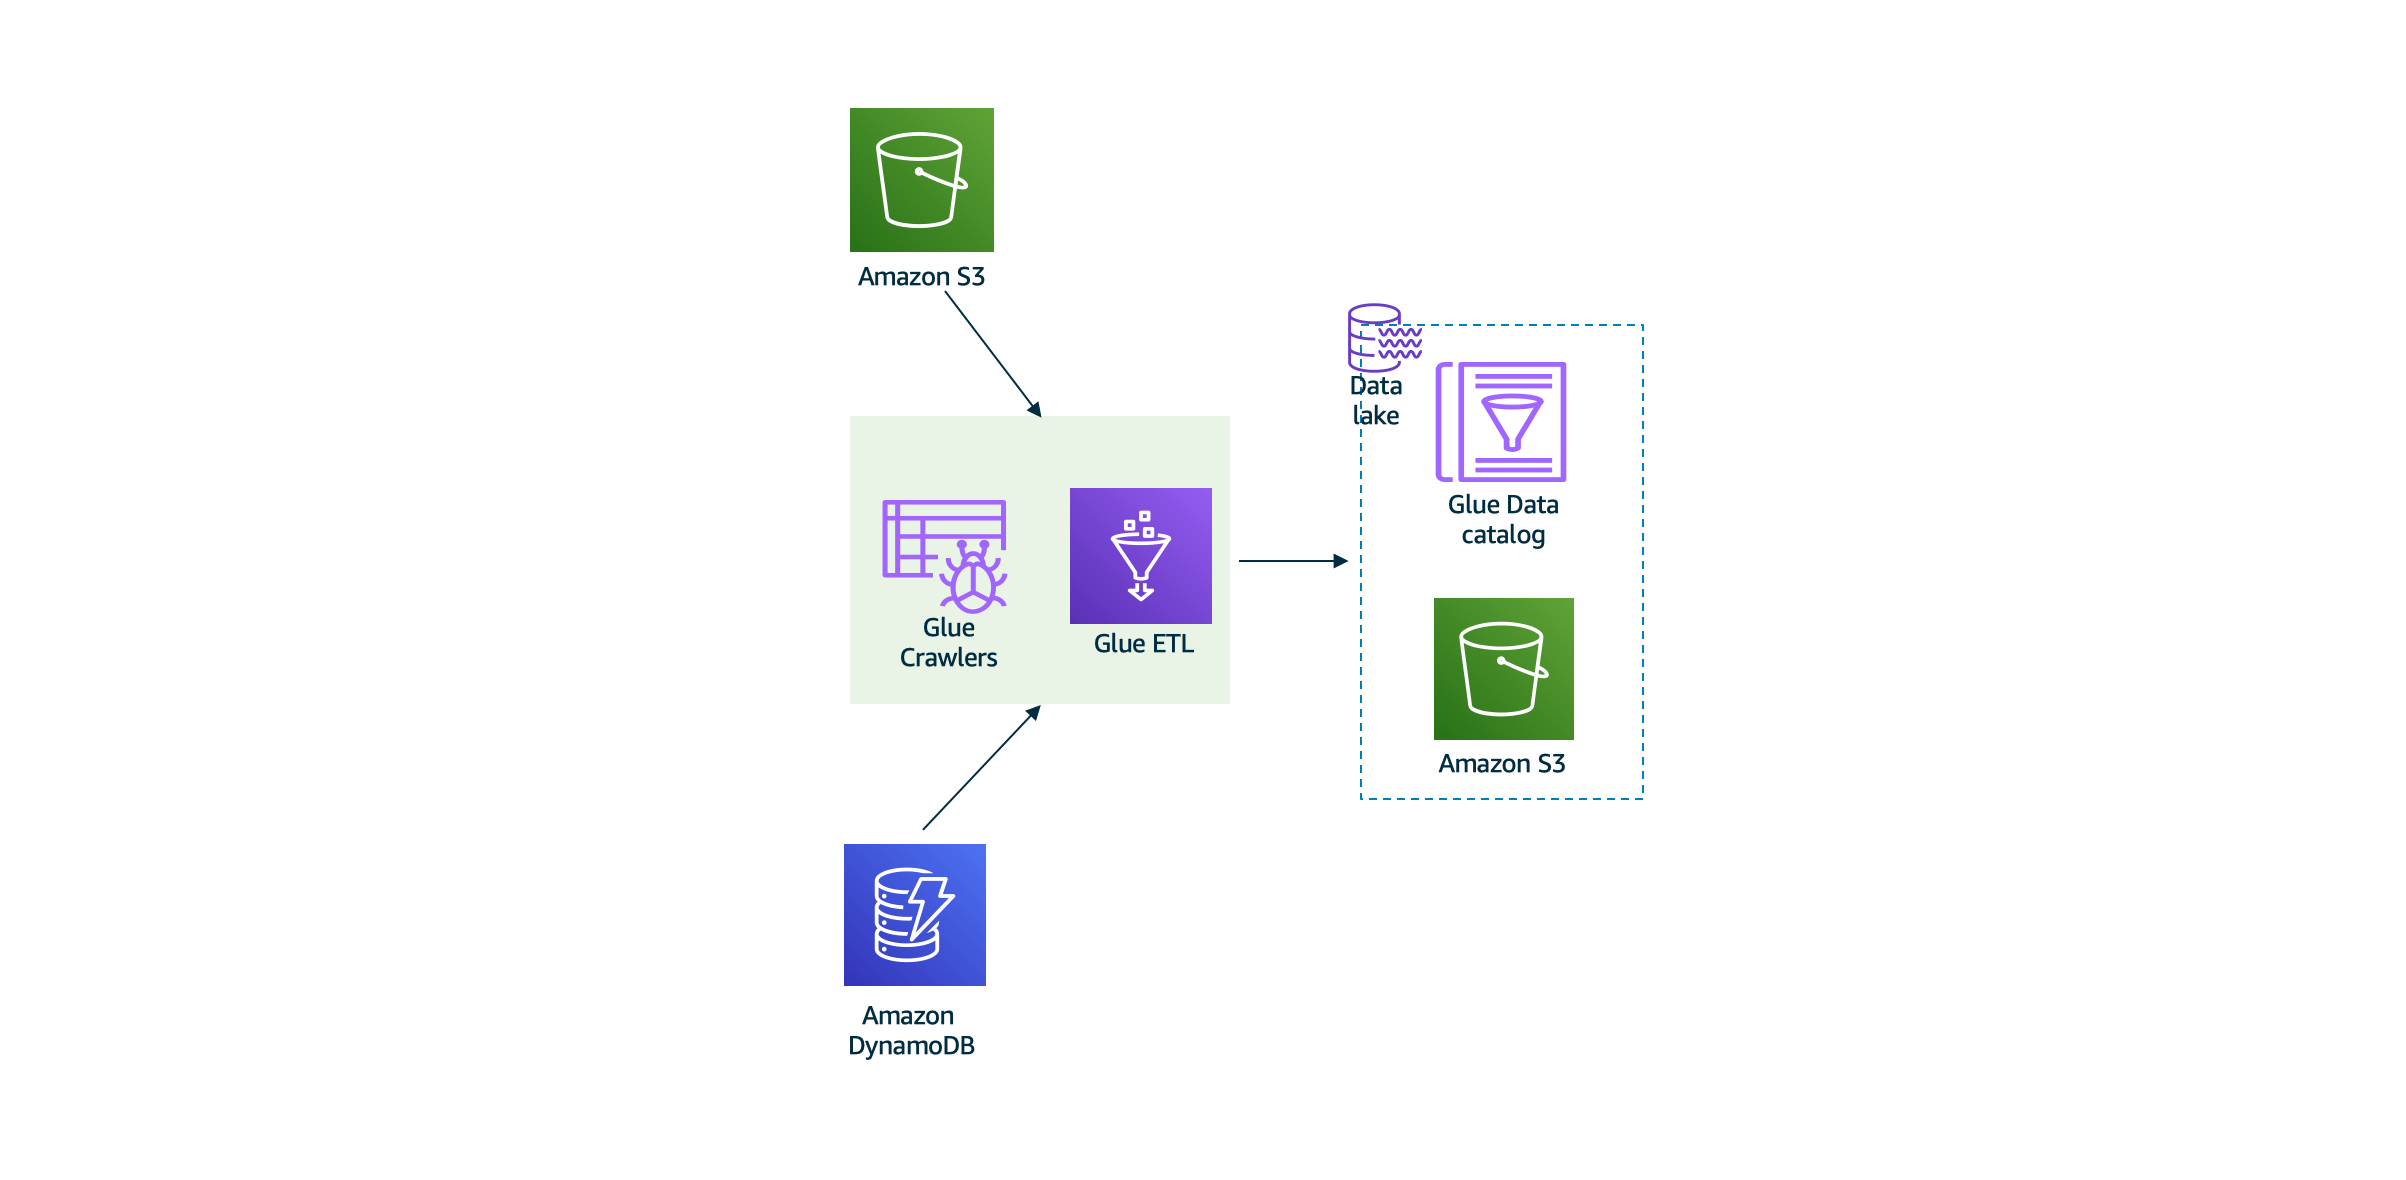 Amazon S3
Data
lake
Glue Data
catalog
Glue
Crawlers
Glue ETL
Amazon S3
Amazon
DynamoDB